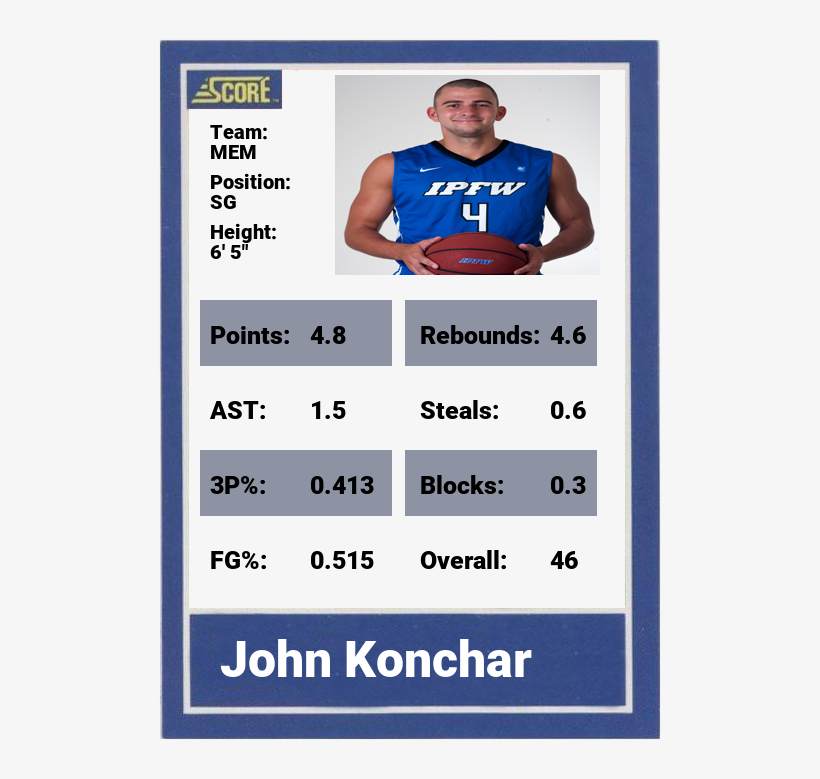 SCORE
Team:
MEM
Position:
SG
Height:
6' 5"
IPFW
4
IPFW
Points: 4.8
Rebounds: 4.6
AST: 1.5
Steals: 0.6
3P%: 0.413
Blocks: 0.3
FG%: 0.515
Overall: 46
John Konchar